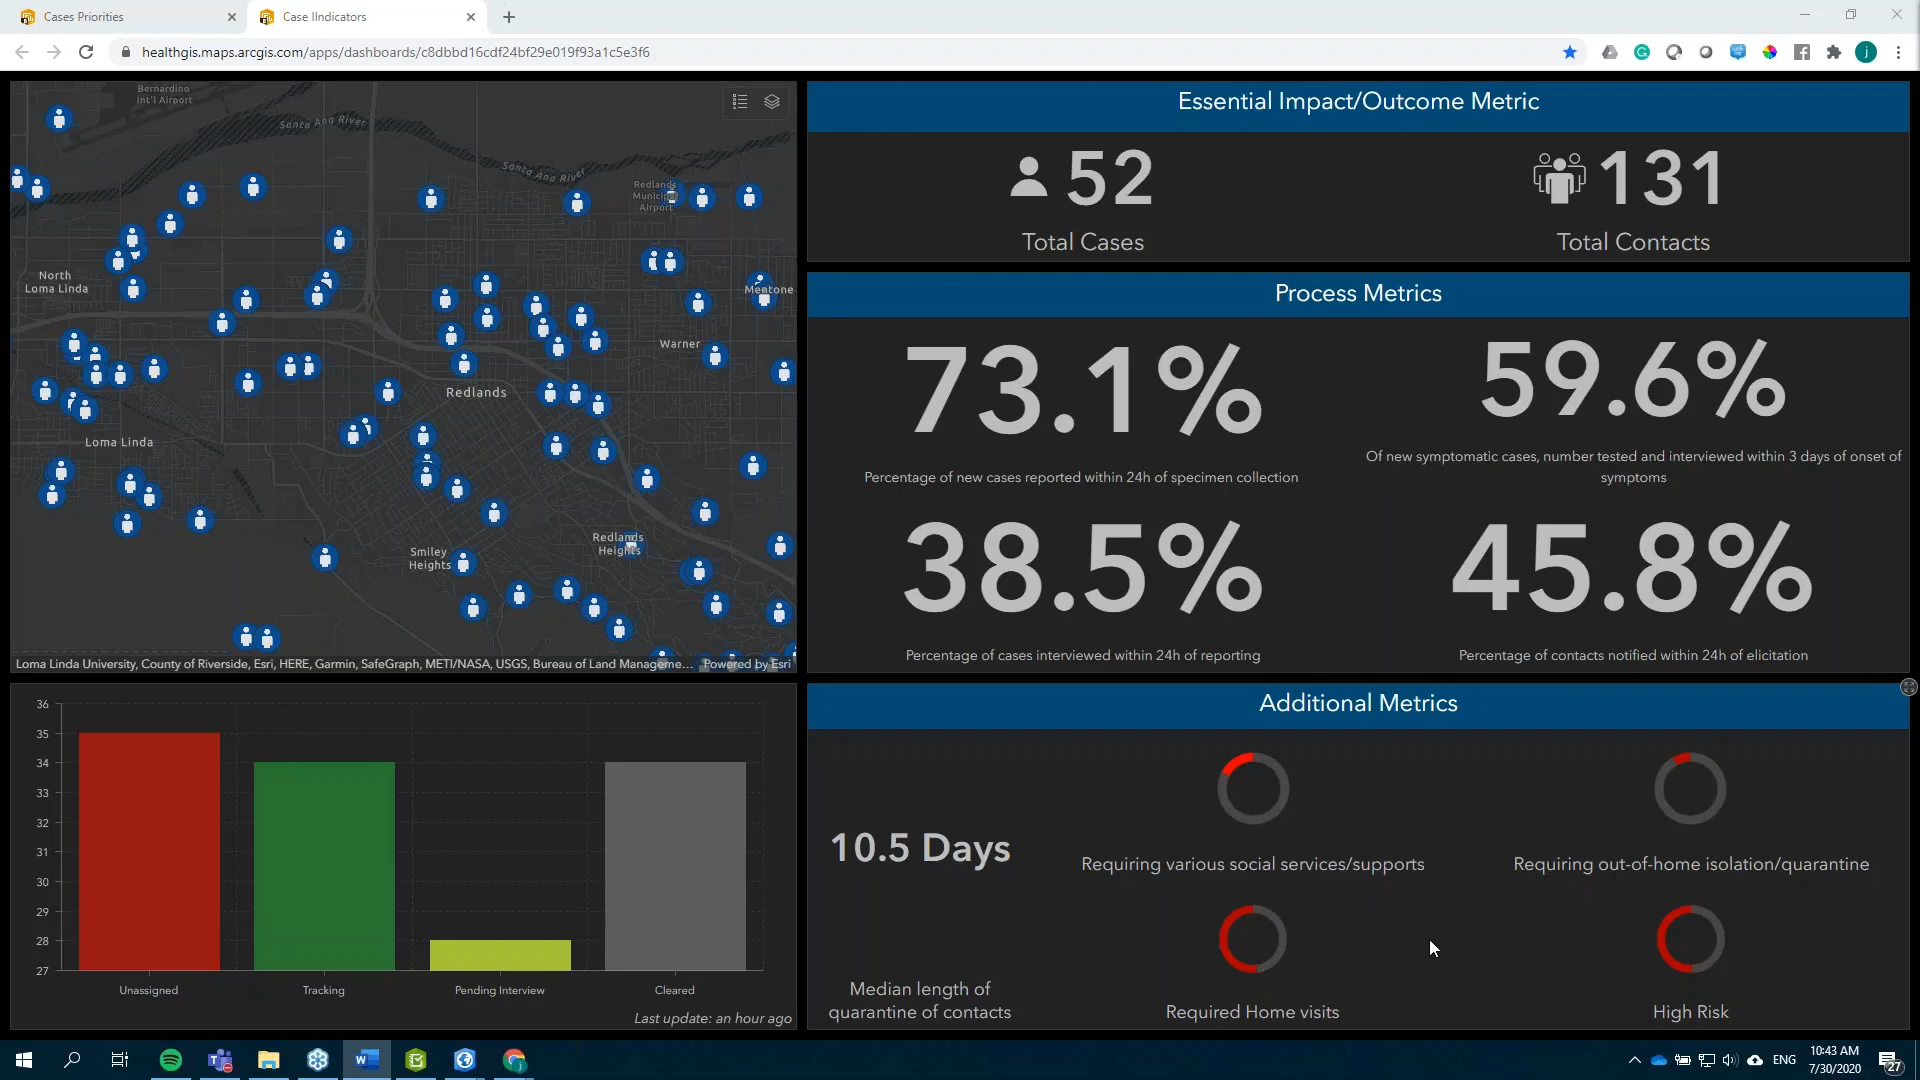 Cases Priorities
Case IIndicators
healthgis.maps.arcgis.com/apps/dashboards/c8dbbd16cdf24bf29e019f93a1c5e3f6
j
Bernardino
Int'l Airport
Santa Ana River
Santa Ana River
Redlands
Municipal
Airport
North
Loma Linda
Mentone
Warner
Redlands
Loma Linda
Smiley
Heights
Redlands
Heights
Loma Linda University, County of Riverside, Esri, HERE, Garmin, SafeGraph, METI/NASA, USGS, Bureau of Land Manageme... Powered by Esri
Essential Impact/Outcome Metric
52
Total Cases
131
Total Contacts
Process Metrics
73.1%
Percentage of new cases reported within 24h of specimen collection
59.6%
Of new symptomatic cases, number tested and interviewed within 3 days of onset of
symptoms
38.5%
Percentage of cases interviewed within 24h of reporting
45.8%
Percentage of contacts notified within 24h of elicitation
36
35
34
33
32
31
30
29
28
27
Unassigned
Tracking
Pending Interview
Cleared
Last update: an hour ago
Additional Metrics
10.5 Days
Median length of
quarantine of contacts
Requiring various social services/supports
Requiring out-of-home isolation/quarantine
Required Home visits
High Risk
ENG
10:43 AM
7/30/2020
27